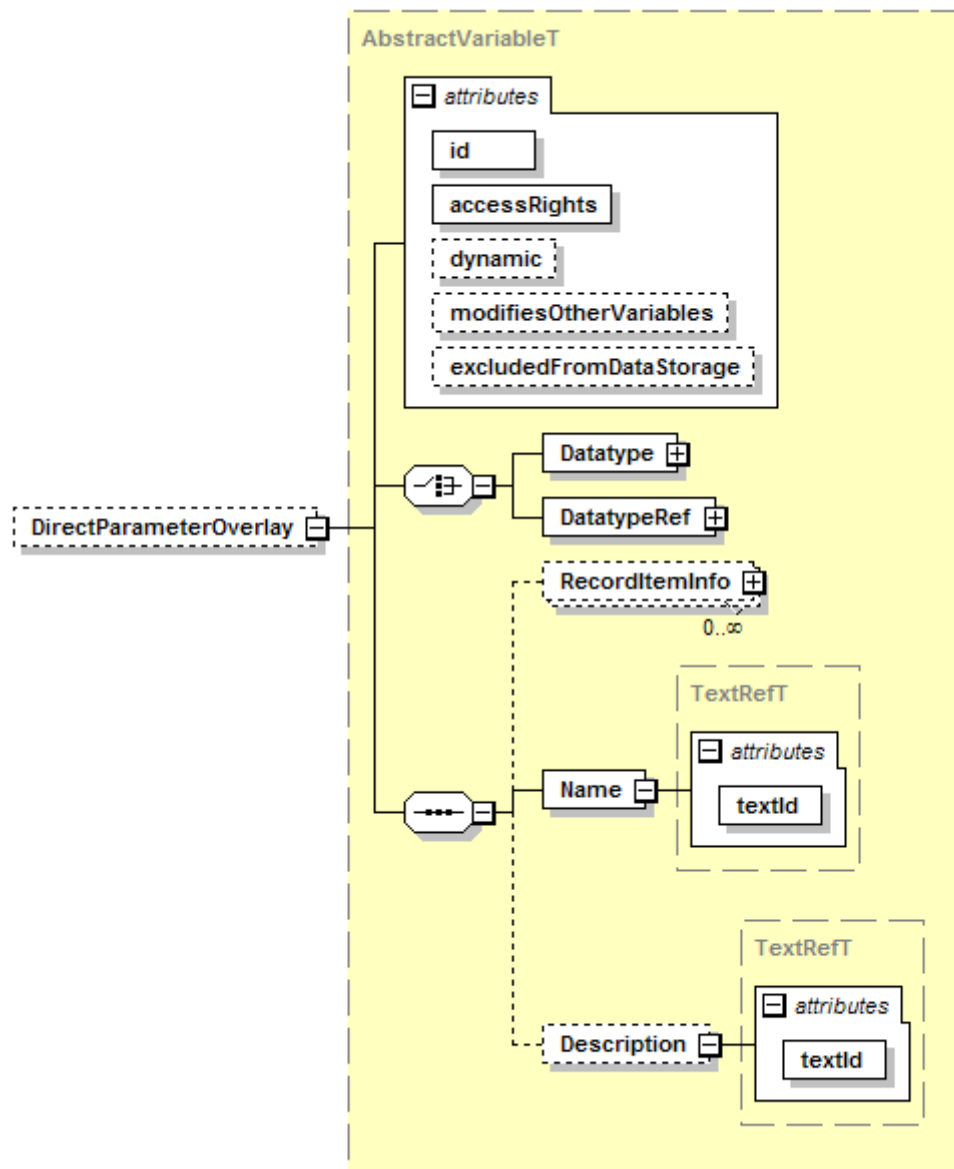 AbstractVariableT
attributes
id
accessRights
dynamic
modifiesOtherVariables
excludedFromDataStorage
Datatype
DatatypeRef
DirectParameterOverlay
RecordItemInfo
0..∞
TextRefT
attributes
Name
textId
TextRefT
attributes
Description
textId